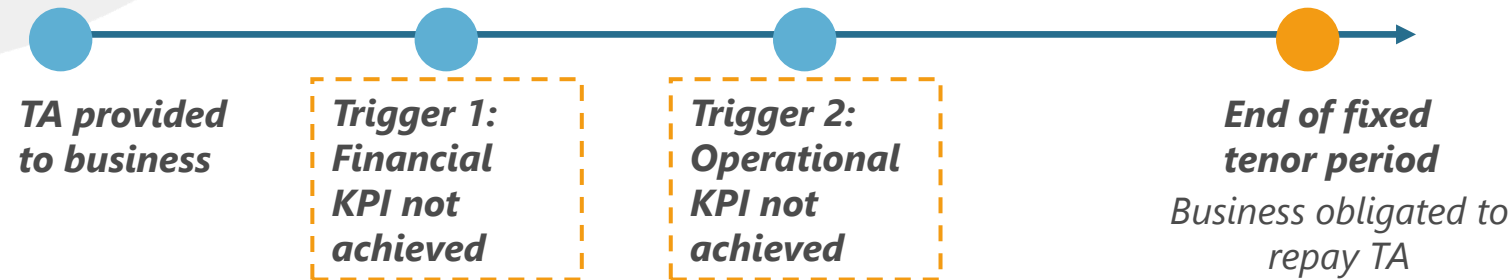 TA provided
to business
Trigger 1:
Financial
KPI not
achieved
Trigger 2:
Operational
KPI not
achieved
End of fixed
tenor period
Business obligated to
repay TA